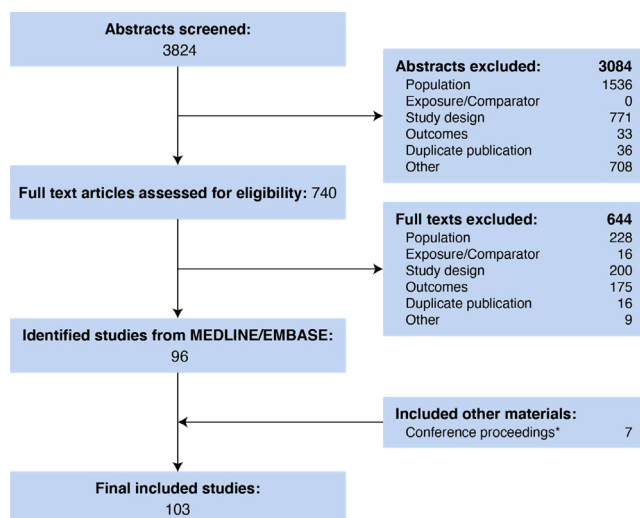 Abstracts screened:
3824
Abstracts excluded: 3084
Population 1536
Exposure/Comparator 0
Study design 771
Outcomes 33
Duplicate publication 36
Other 708
Full text articles assessed for eligibility: 740
Full texts excluded: 644
Population 228
Exposure/Comparator 16
Study design 200
Outcomes 175
Duplicate publication 16
Other 9
Identified studies from MEDLINE/EMBASE:
96
Included other materials:
Conference proceedings* 7
Final included studies:
103